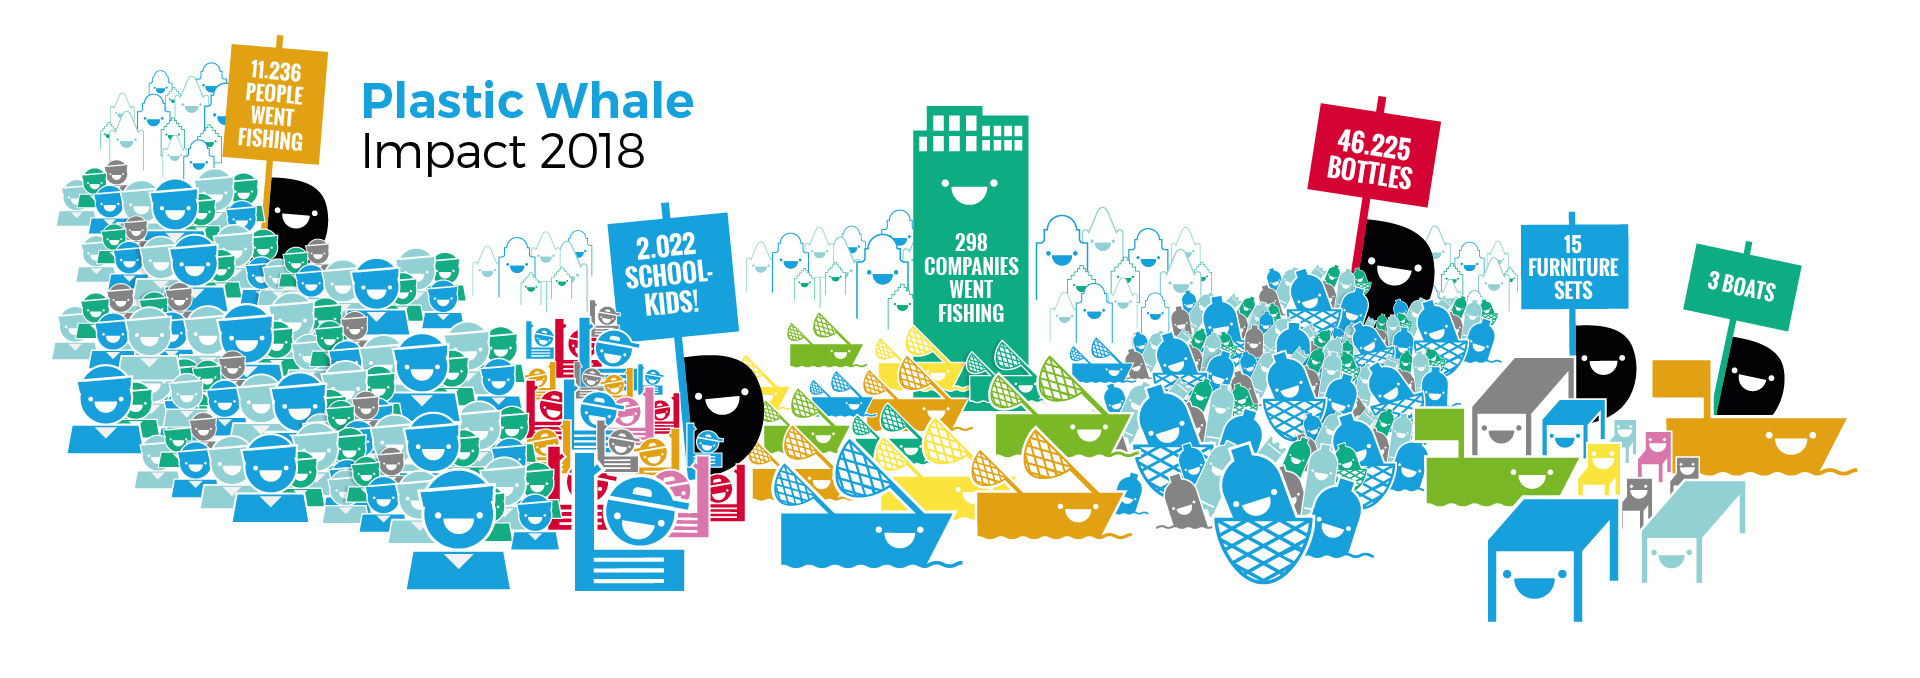 11.236
PEOPLE
WENT
FISHING
Plastic Whale
Impact 2018
2.022
SCHOOL-
KIDS!
298
COMPANIES
WENT
FISHING
46.225
BOTTLES
15
FURNITURE
SETS
3 BOATS